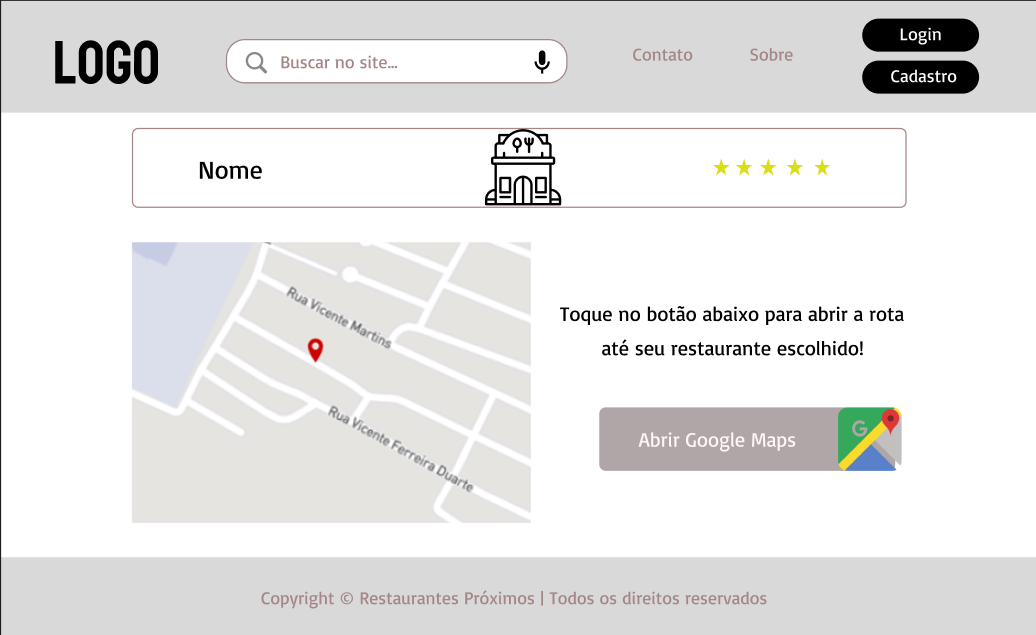 LOGO
Buscar no site...
Contato
Sobre
Login
Cadastro
Nome
Rua Vicente Martins
Rua Vicente Ferreira Duarte
Toque no botão abaixo para abrir a rota
até seu restaurante escolhido!
Abrir Google Maps
G
Copyright © Restaurantes Próximos | Todos os direitos reservados